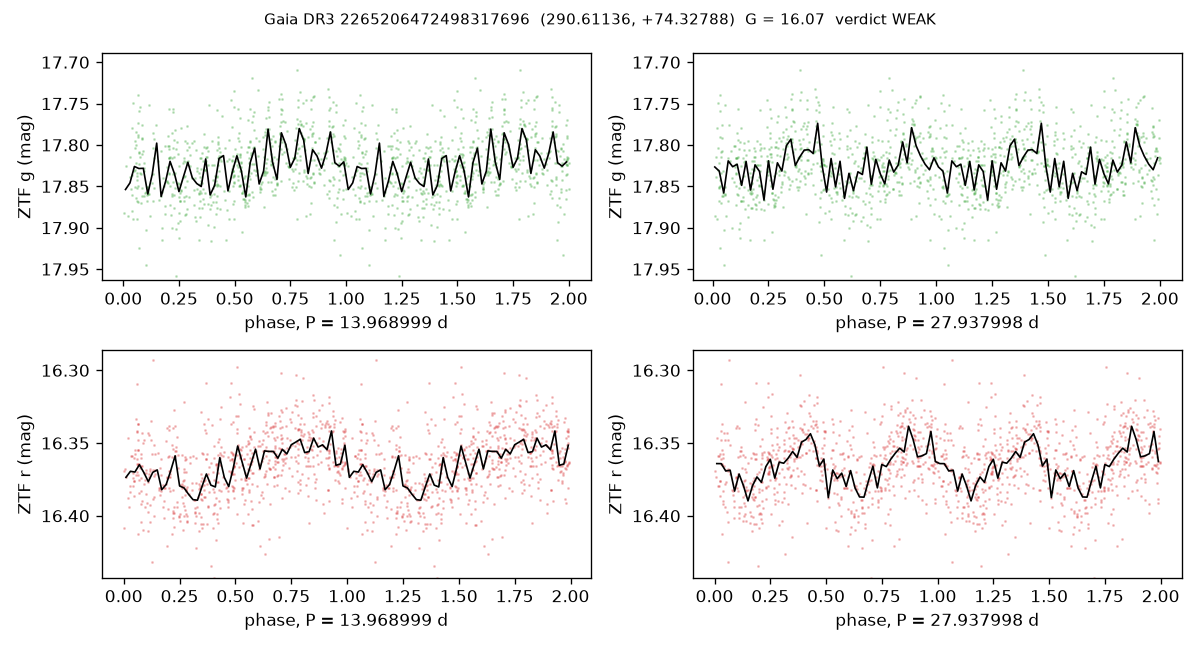 Gaia DR3 2265206472498317696 (290.61136, +74.32788) G = 16.07 verdict WEAK
ZTF g (mag)
17.70
17.75
17.80
17.85
17.90
17.95
0.00 0.25 0.50 0.75 1.00 1.25 1.50 1.75 2.00
phase, P = 13.968999 d
ZTF g (mag)
17.70
17.75
17.80
17.85
17.90
17.95
0.00 0.25 0.50 0.75 1.00 1.25 1.50 1.75 2.00
phase, P = 27.937998 d
ZTF r (mag)
16.30
16.35
16.40
0.00 0.25 0.50 0.75 1.00 1.25 1.50 1.75 2.00
phase, P = 13.968999 d
ZTF r (mag)
16.30
16.35
16.40
0.00 0.25 0.50 0.75 1.00 1.25 1.50 1.75 2.00
phase, P = 27.937998 d